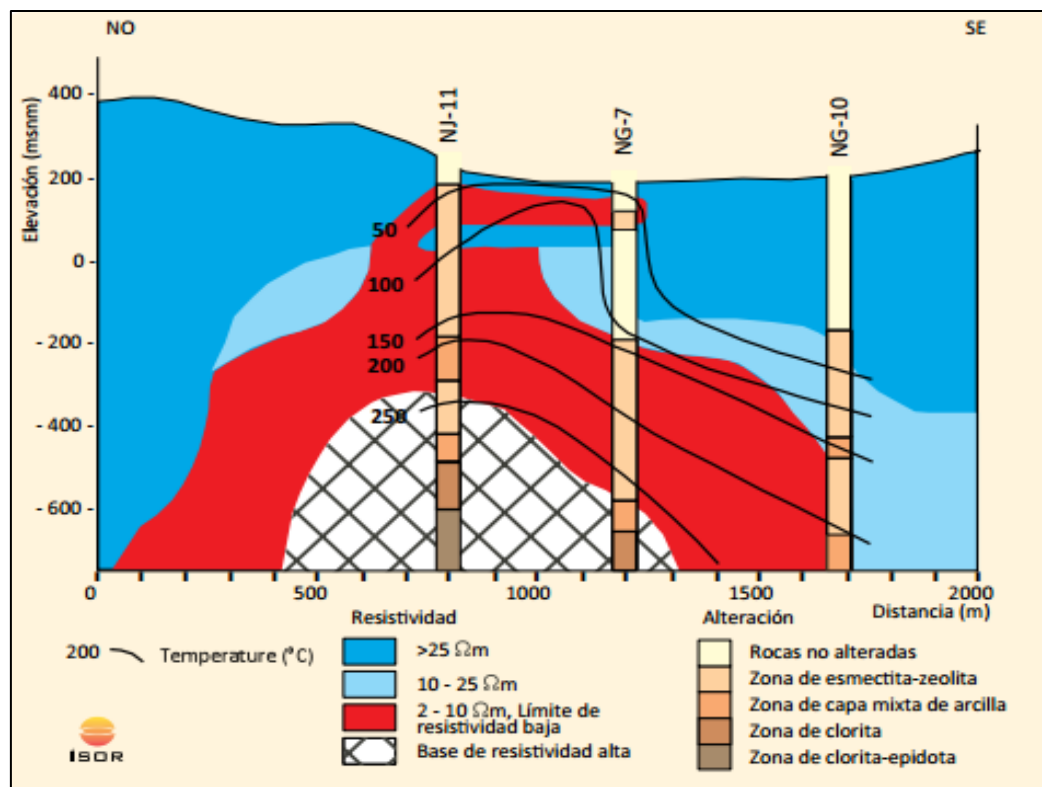 NO
SE
Elevación (msnm)
400 -
200 -
0 -
- 200 -
- 400 -
- 600 -
NJ-11
NG-7
NG-10
50
100
150
200
250
0
500
1000
1500
2000
Distancia (m)
200
Temperature (°C)
Resistividad
>25 Ωm
10 - 25 Ωm
2 - 10 Ωm, Límite de
resistividad baja
Base de resistividad alta
Alteración
Rocas no alteradas
Zona de esmectita-zeolita
Zona de capa mixta de arcilla
Zona de clorita
Zona de clorita-epidota
ÍSOR